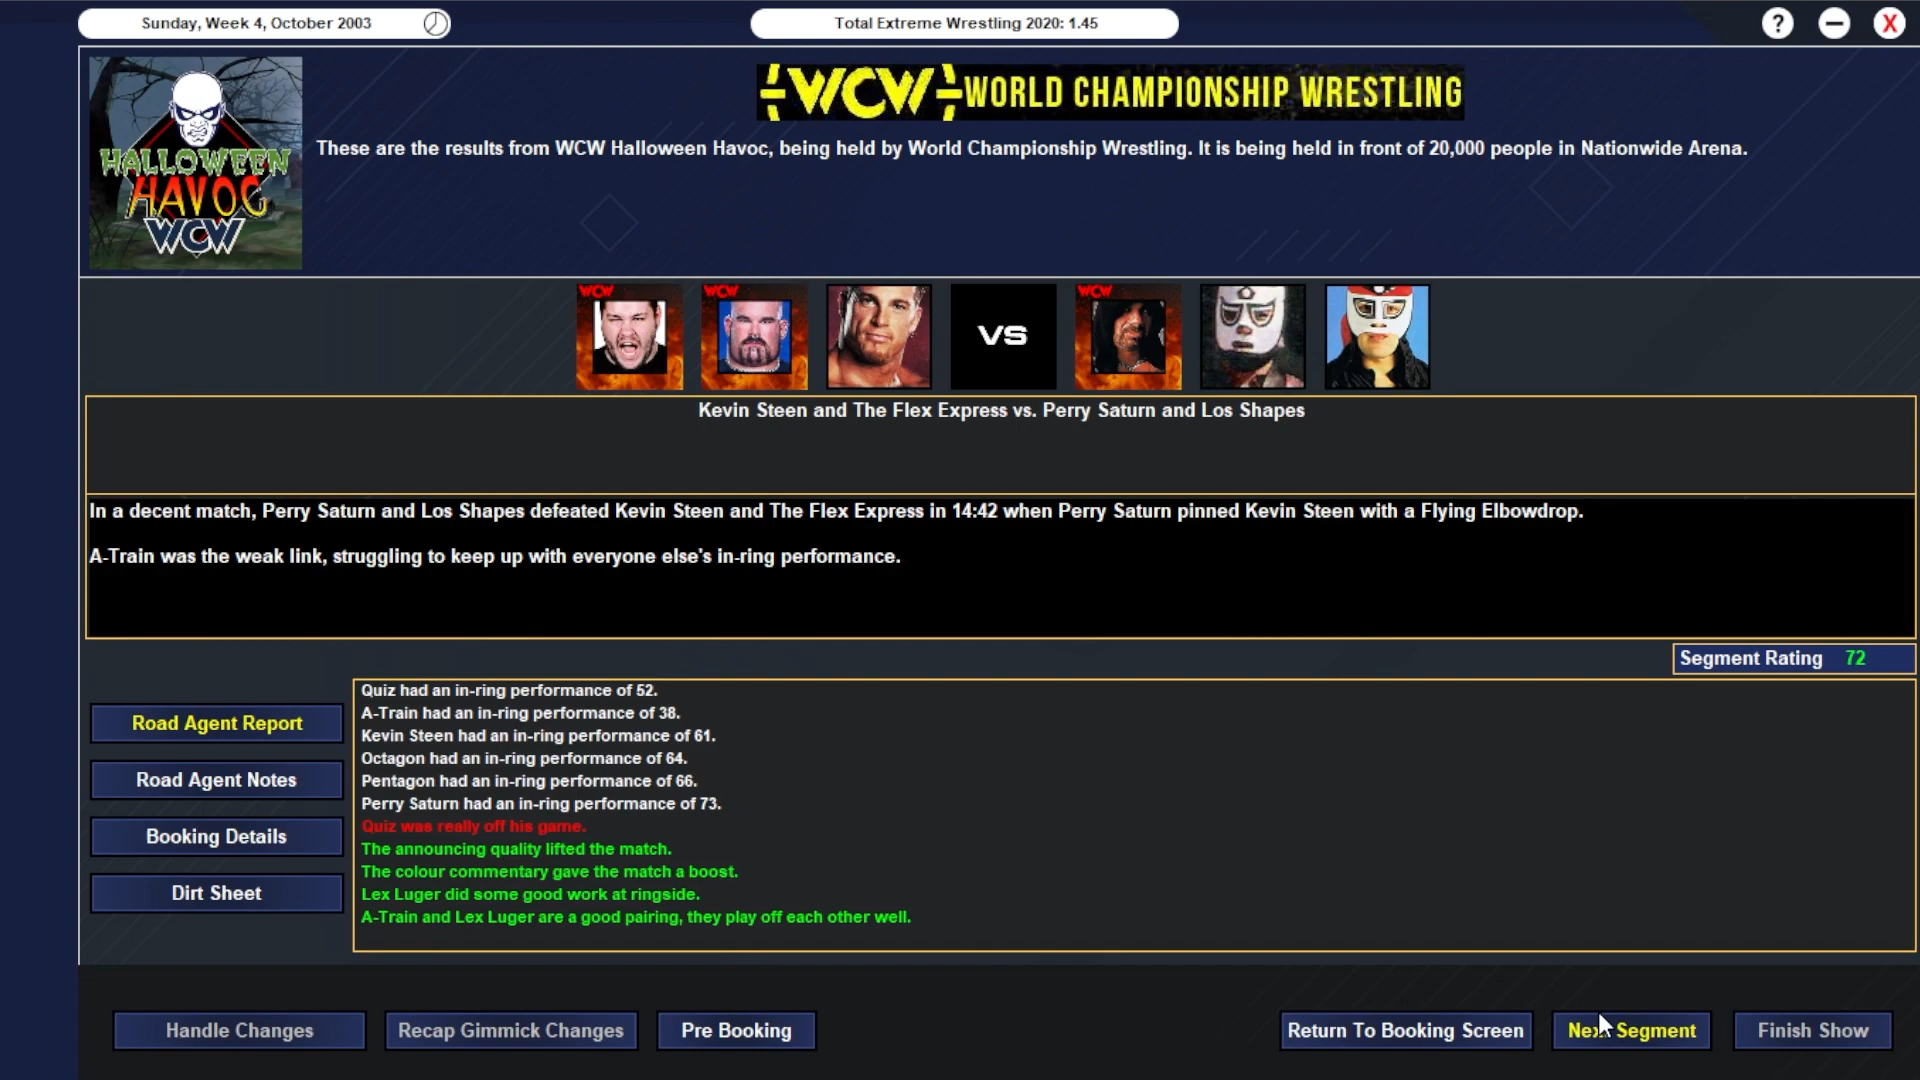 Sunday, Week 4, October 2003
Total Extreme Wrestling 2020: 1.45
?
X
HALLOWEEN
HAVOC
WCW
WCW WORLD CHAMPIONSHIP WRESTLING
These are the results from WCW Halloween Havoc, being held by World Championship Wrestling. It is being held in front of 20,000 people in Nationwide Arena.
WCW
WCW
VS
WCW
Kevin Steen and The Flex Express vs. Perry Saturn and Los Shapes
In a decent match, Perry Saturn and Los Shapes defeated Kevin Steen and The Flex Express in 14:42 when Perry Saturn pinned Kevin Steen with a Flying Elbowdrop.
A-Train was the weak link, struggling to keep up with everyone else's in-ring performance.
Segment Rating 72
Road Agent Report
Road Agent Notes
Booking Details
Dirt Sheet
Quiz had an in-ring performance of 52.
A-Train had an in-ring performance of 38.
Kevin Steen had an in-ring performance of 61.
Octagon had an in-ring performance of 64.
Pentagon had an in-ring performance of 66.
Perry Saturn had an in-ring performance of 73.
Quiz was really off his game.
The announcing quality lifted the match.
The colour commentary gave the match a boost.
Lex Luger did some good work at ringside.
A-Train and Lex Luger are a good pairing, they play off each other well.
Handle Changes
Recap Gimmick Changes
Pre Booking
Return To Booking Screen
Next Segment
Finish Show